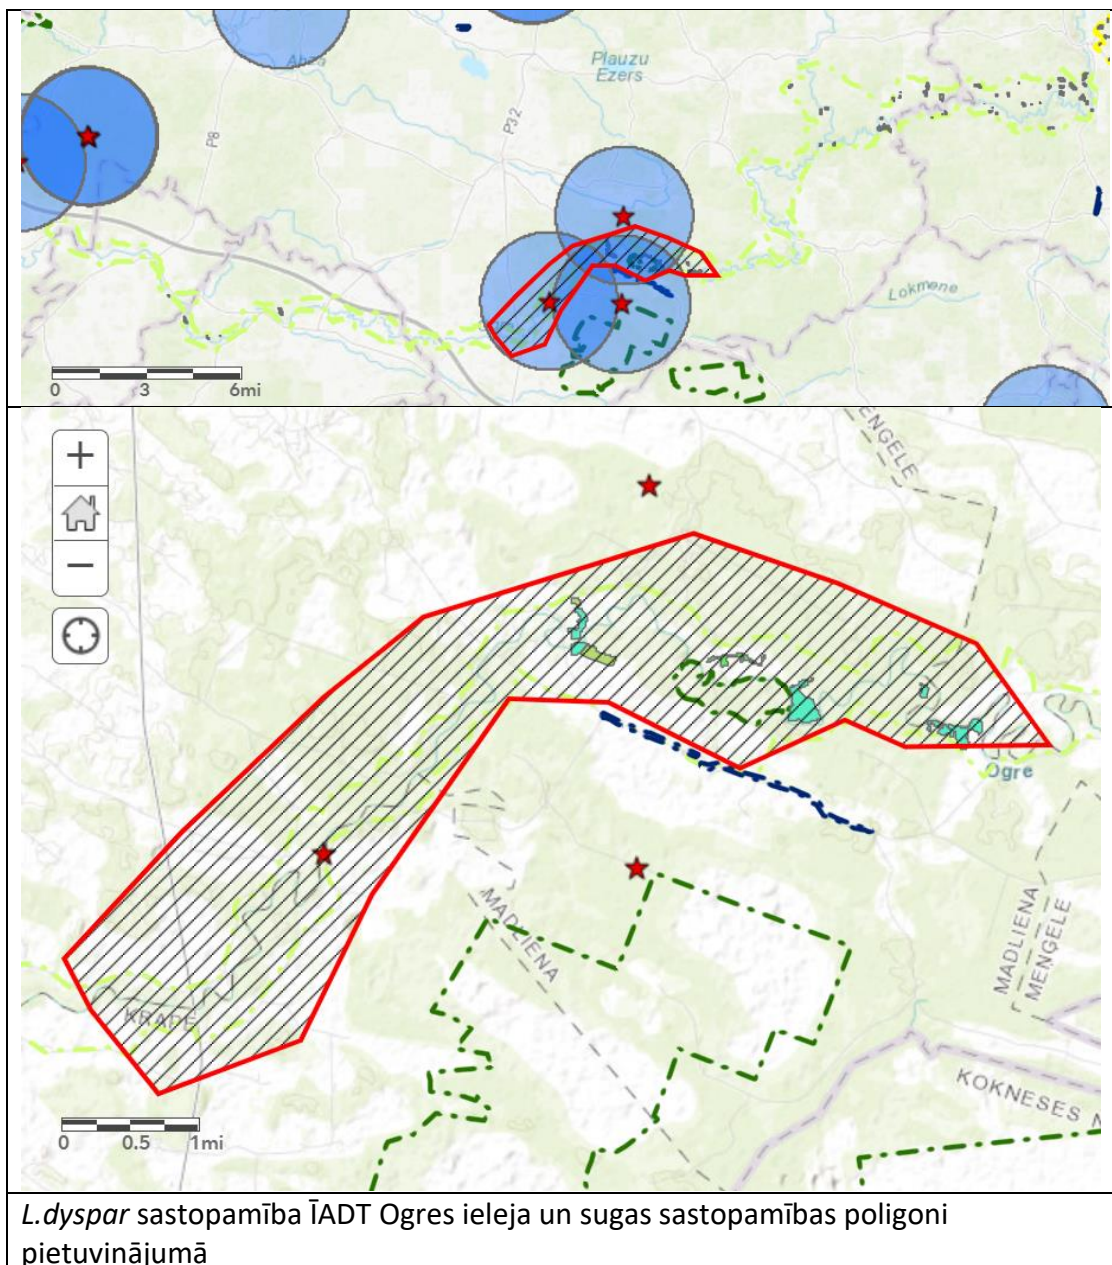 Abza
Plauzu
Ezers
P8
P32
Lokmene
0 3 6mi
+
ENGELE
−
Ogre
MADLIENA
MADLIENA
MENGELE
KRAPE
KOKNESES N
0 0.5 1mi
L.dyspar sastopamība ĪADT Ogres ieleja un sugas sastopamības poligoni
pietuvinājumā